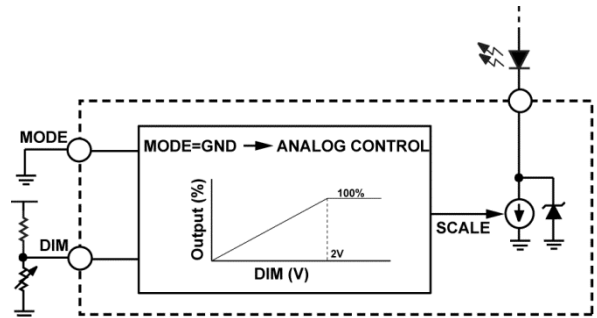 MODE
MODE=GND ANALOG CONTROL
Output (%)
100%
2V
DIM (V)
DIM
SCALE